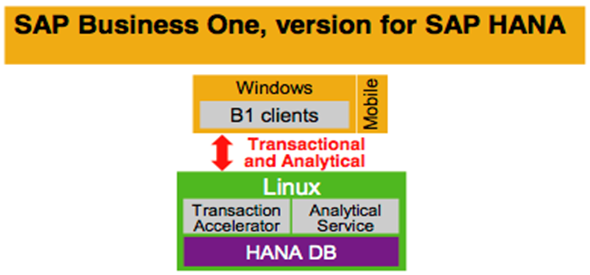 SAP Business One, version for SAP HANA
Windows
B1 clients
Mobile
Transactional
and Analytical
Linux
Transaction
Accelerator
Analytical
Service
HANA DB